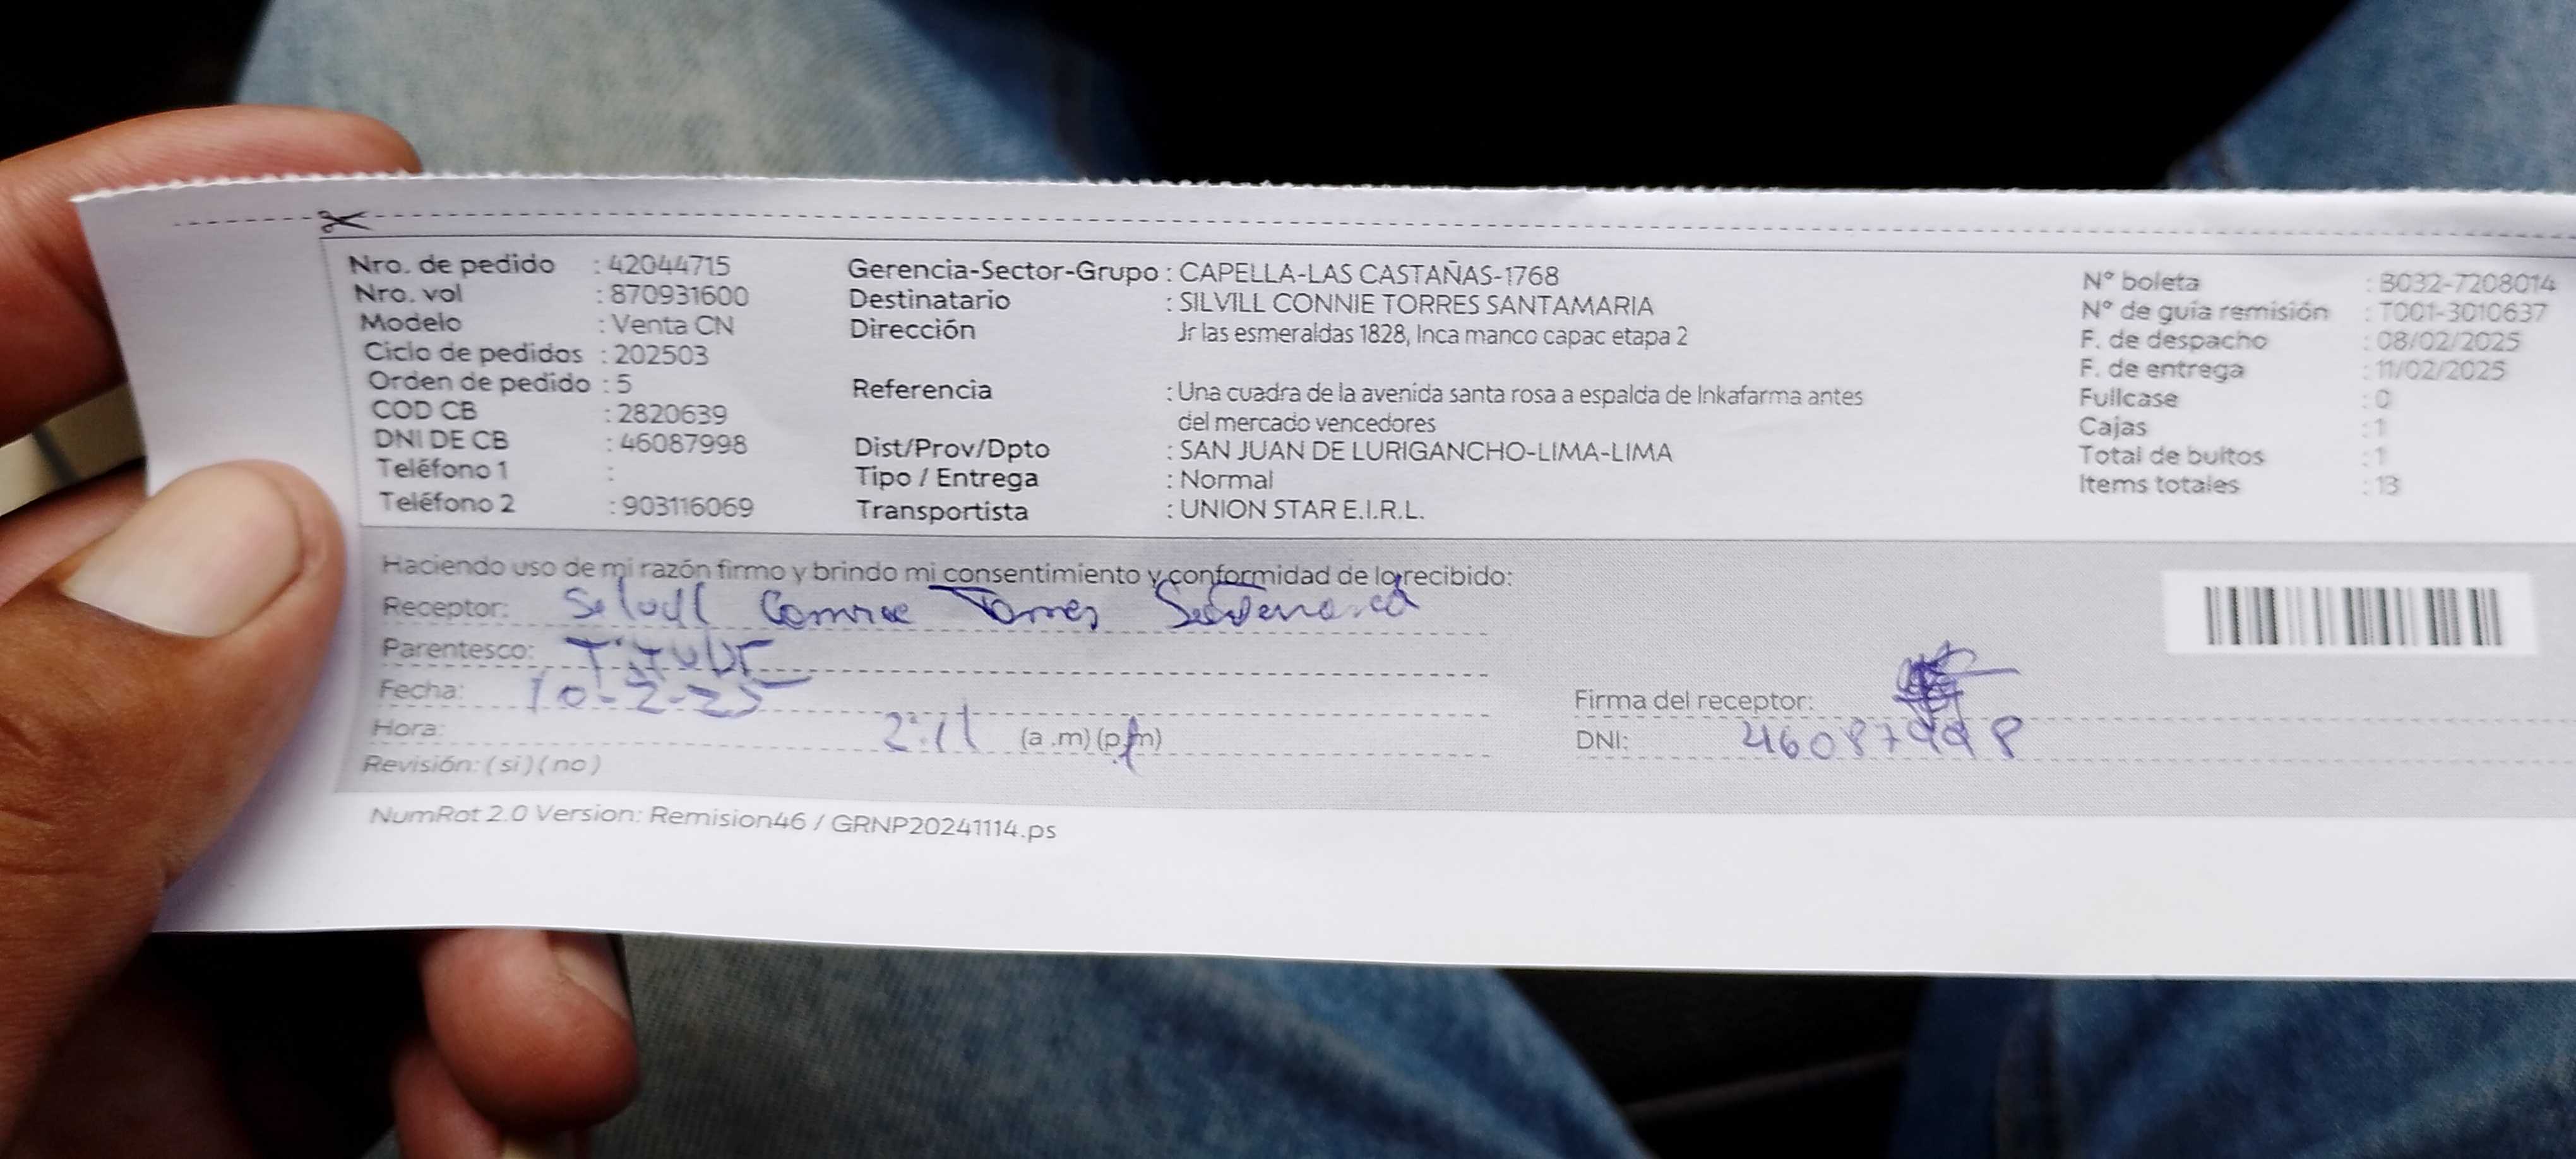 Nro. de pedido : 42044715
Nro. vol : 870931600
Modelo : Venta CN
Ciclo de pedidos : 202503
Orden de pedido : 5
COD CB : 2820639
DNI DE CB : 46087998
Teléfono 1 :
Teléfono 2 : 903116069
Gerencia-Sector-Grupo : CAPELLA-LAS CASTAÑAS-1768
Destinatario : SILVILL CONNIE TORRES SANTAMARIA
Dirección Jr las esmeraldas 1828, Inca manco capac etapa 2
Referencia : Una cuadra de la avenida santa rosa a espalda de Inkafarma antes
del mercado vencedores
Dist/Prov/Dpto : SAN JUAN DE LURIGANCHO-LIMA-LIMA
Tipo / Entrega : Normal
Transportista : UNION STAR E.I.R.L.
N° boleta : B032-7208014
N° de guía remisión : T001-3010637
F. de despacho : 08/02/2025
F. de entrega : 11/02/2025
Fullcase : 0
Cajas : 1
Total de bultos : 1
Items totales : 13
Haciendo uso de mi razón firmo y brindo mi consentimiento y conformidad de lo recibido:
Receptor: Torres
Parentesco:
Fecha: 10-2-25
Hora: 2:11 (a .m) (p.m)
Revisión: ( si ) ( no )
Firma del receptor:
DNI: 46087998
NumRot 2.0 Version: Remision46 / GRNP20241114.ps